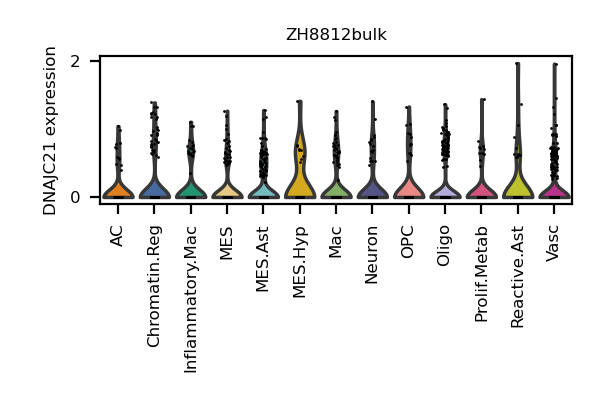 ZH8812bulk
DNAJC21 expression
2
0
AC
Chromatin.Reg
Inflammatory.Mac
MES
MES.Ast
MES.Hyp
Mac
Neuron
OPC
Oligo
Prolif.Metab
Reactive.Ast
Vasc